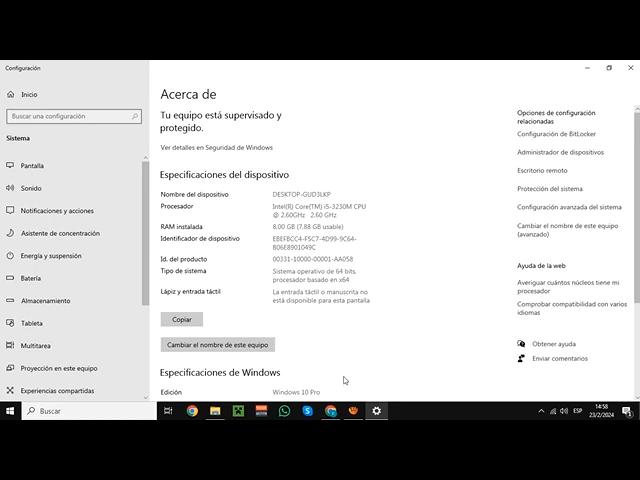 Configuración
Inicio
Buscar una configuración
Sistema
Pantalla
Sonido
Notificaciones y acciones
Asistente de concentración
Energía y suspensión
Batería
Almacenamiento
Tableta
Multitarea
Proyección en este equipo
Experiencias compartidas
Acerca de
Tu equipo está supervisado y
protegido.
Ver detalles en Seguridad de Windows
Especificaciones del dispositivo
Nombre del dispositivo DESKTOP-GUD3LKP
Procesador Intel(R) Core(TM) i5-3230M CPU
@ 2.60GHz 2.60 GHz
RAM instalada 8,00 GB (7,88 GB usable)
Identificador de dispositivo EBEFBCC4-F5C7-4D99-9C64-
B06E8901049C
Id. del producto 00331-10000-00001-AA058
Tipo de sistema Sistema operativo de 64 bits,
procesador basado en x64
Lápiz y entrada táctil La entrada táctil o manuscrita no
está disponible para esta pantalla
Copiar
Cambiar el nombre de este equipo
Especificaciones de Windows
Edición Windows 10 Pro
Opciones de configuración
relacionadas
Configuración de BitLocker
Administrador de dispositivos
Escritorio remoto
Protección del sistema
Configuración avanzada del sistema
Cambiar el nombre de este equipo
(avanzado)
Ayuda de la web
Averiguar cuántos núcleos tiene mi
procesador
Comprobar compatibilidad con varios
idiomas
Obtener ayuda
Enviar comentarios
Buscar
ESP
14:58
23/2/2024